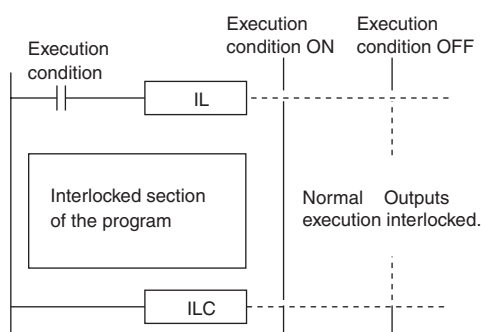 Execution
condition
Execution
condition ON
Execution
condition OFF
IL
Interlocked section
of the program
Normal
execution
Outputs
interlocked.
ILC